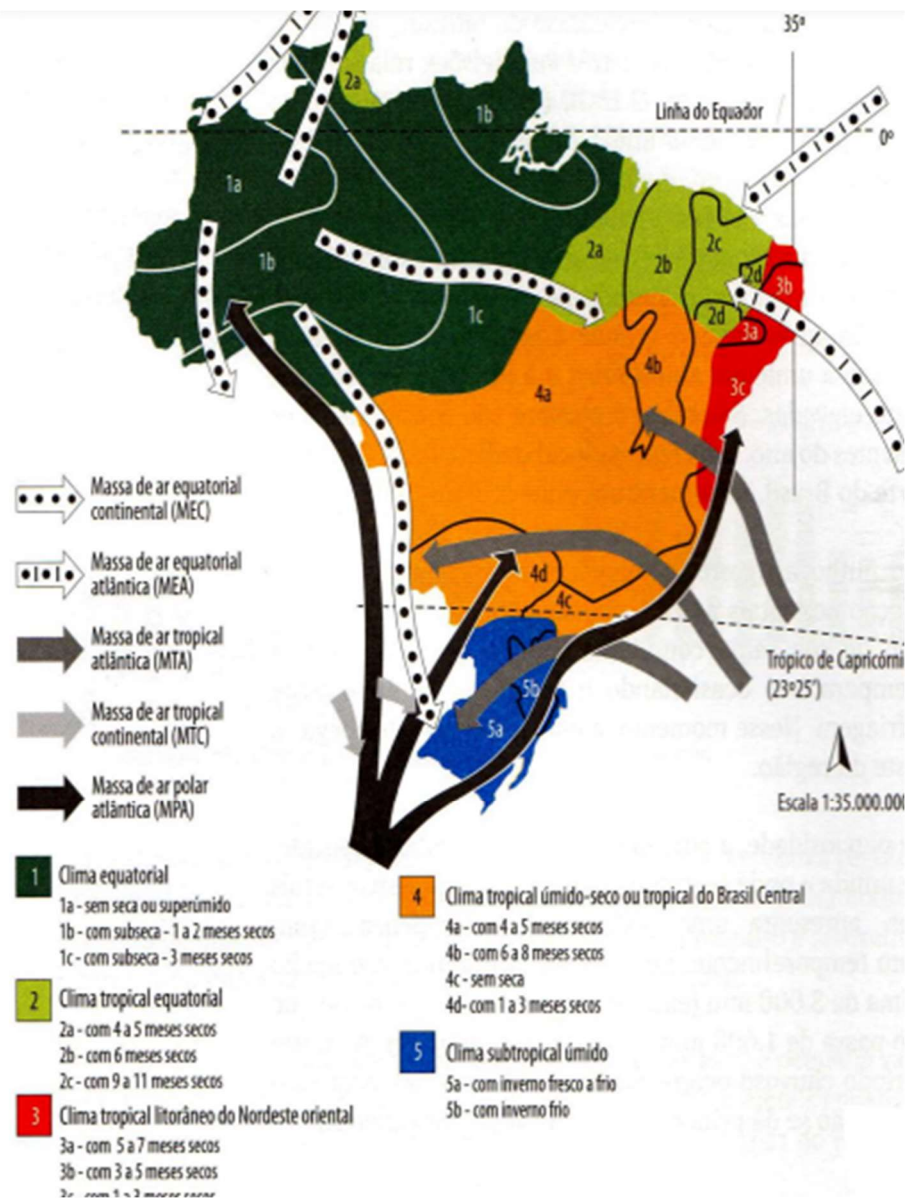 35º
Linha do Equador
0º
2a
1b
1a
1b
1c
2a
2b
2c
2d
3b
2d
3a
3c
4a
4b
4d
4c
5b
5a
Trópico de Capricórni
(23º25')
Escala 1:35.000.000
Massa de ar equatorial
continental (MEC)
Massa de ar equatorial
atlântica (MEA)
Massa de ar tropical
atlântica (MTA)
Massa de ar tropical
continental (MTC)
Massa de ar polar
atlântica (MPA)
1 Clima equatorial
1a - sem seca ou superúmido
1b - com subseca - 1 a 2 meses secos
1c - com subseca - 3 meses secos
2 Clima tropical equatorial
2a - com 4 a 5 meses secos
2b - com 6 meses secos
2c - com 9 a 11 meses secos
3 Clima tropical litorâneo do Nordeste oriental
3a - com 5 a 7 meses secos
3b - com 3 a 5 meses secos
3c - com 1 a 3 meses secos
4 Clima tropical úmido-seco ou tropical do Brasil Central
4a - com 4 a 5 meses secos
4b - com 6 a 8 meses secos
4c - sem seca
4d- com 1 a 3 meses secos
5 Clima subtropical úmido
5a - com inverno fresco a frio
5b - com inverno frio